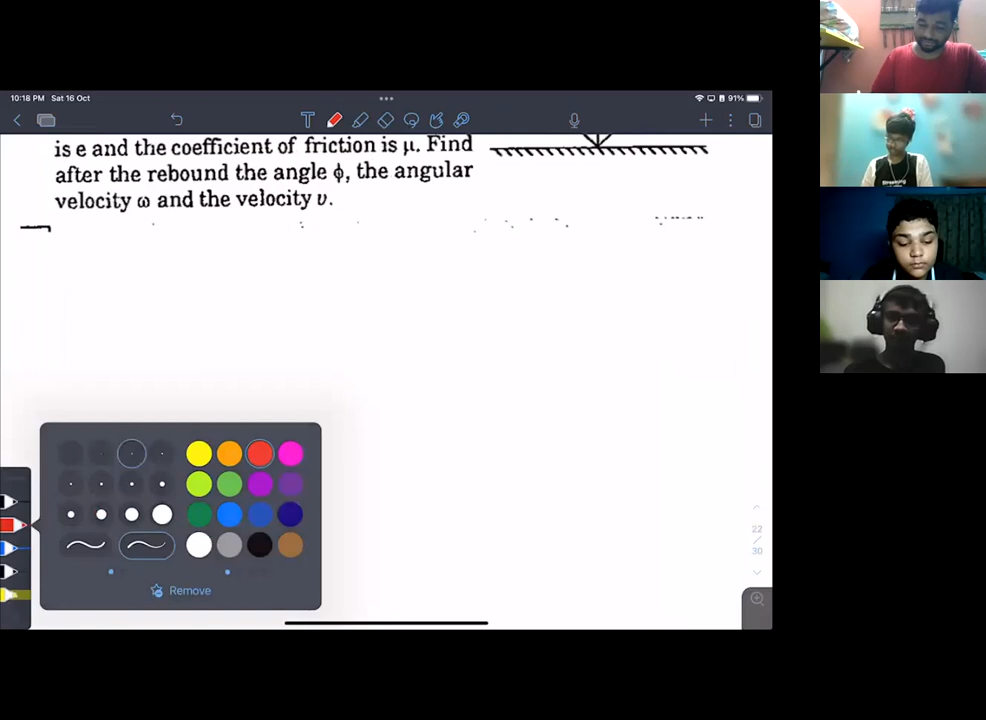 10:18 PM Sat 16 Oct
91%
is e and the coefficient of friction is μ. Find
after the rebound the angle ϕ, the angular
velocity ω and the velocity υ.
22
/
30
Remove